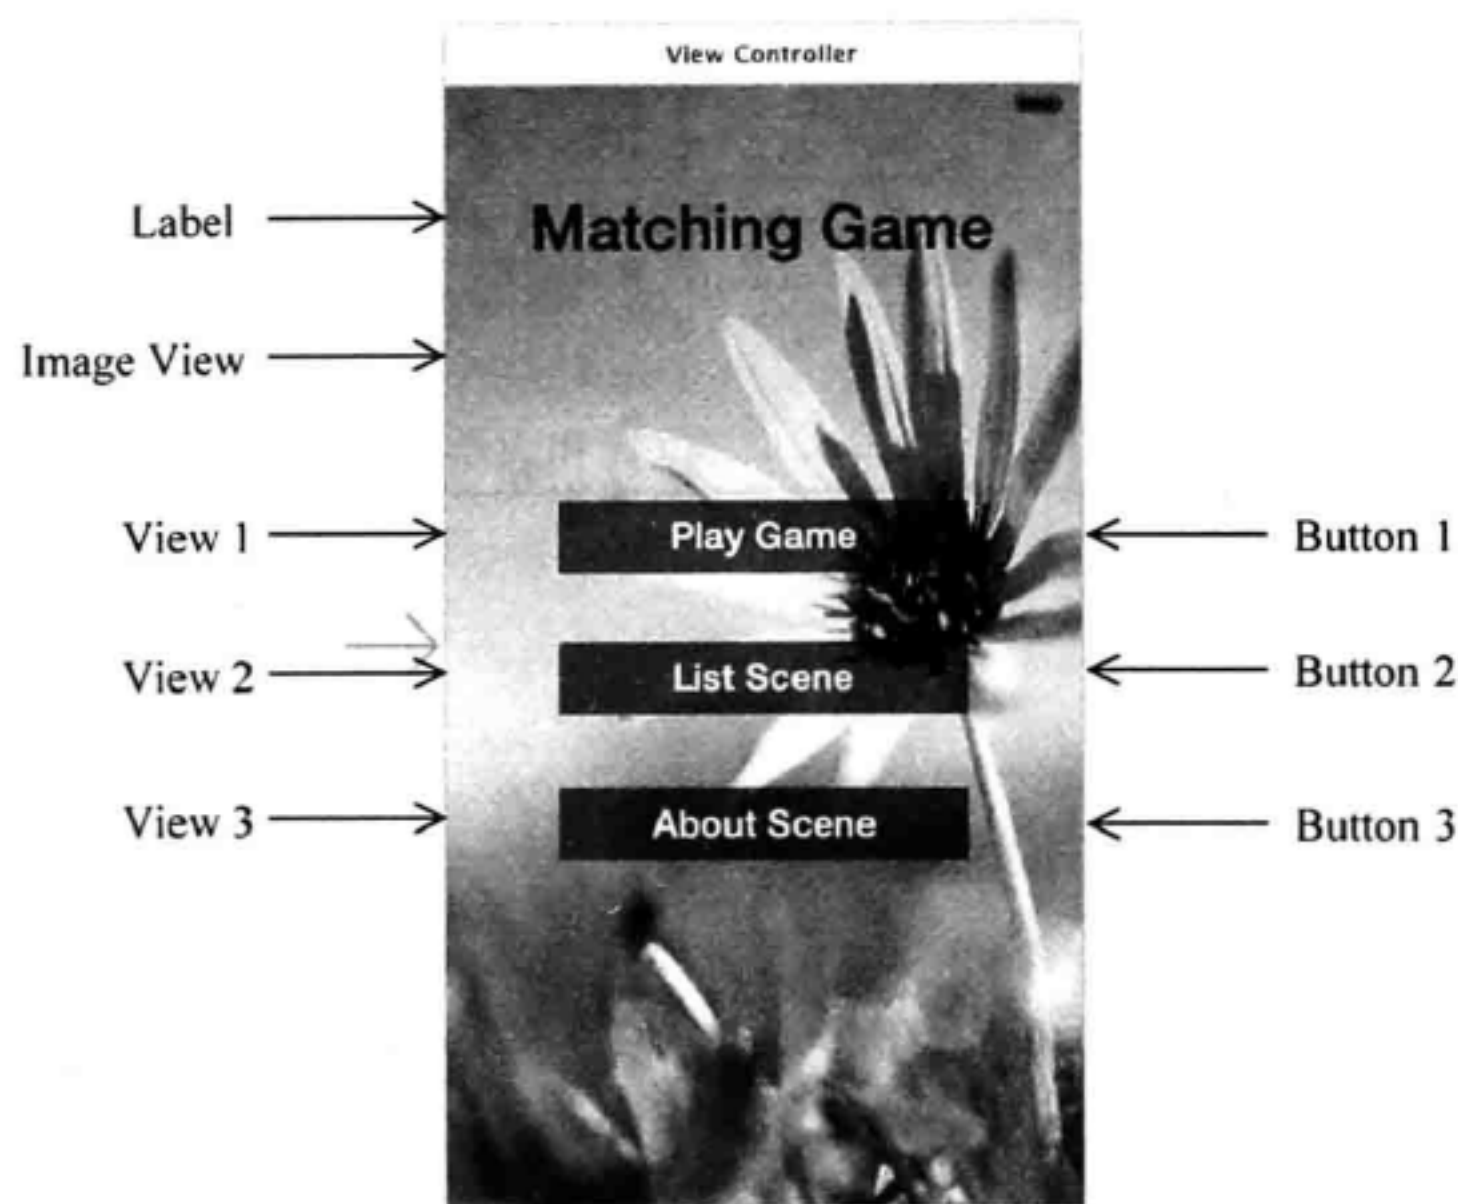 View Controller
Label
Matching Game
Image View
View 1
Play Game
Button 1
View 2
List Scene
Button 2
View 3
About Scene
Button 3